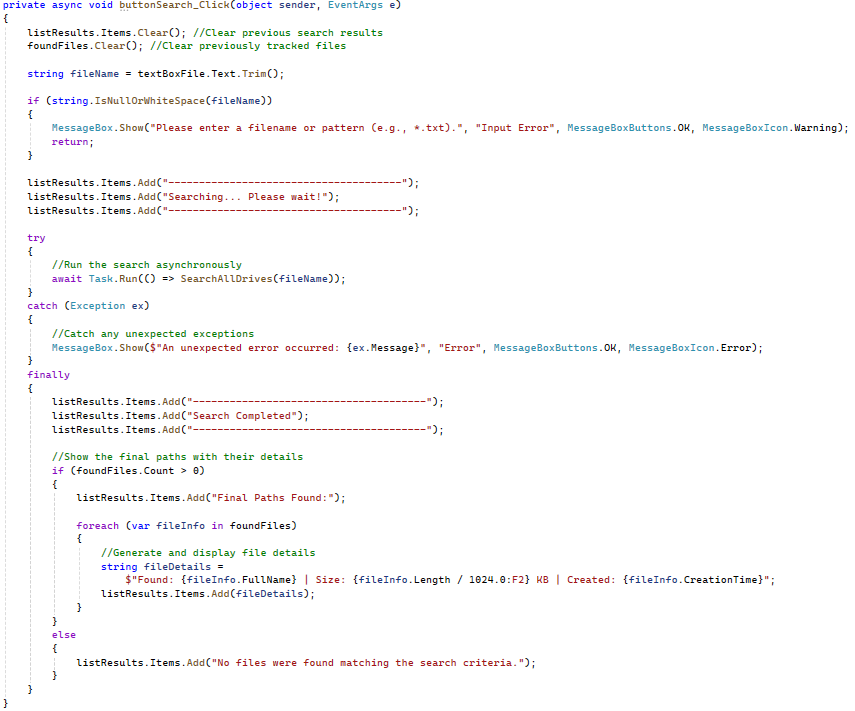 private async void buttonSearch_Click(object sender, EventArgs e)
{
    listResults.Items.Clear(); //Clear previous search results
    foundFiles.Clear(); //Clear previously tracked files

    string fileName = textBoxFile.Text.Trim();

    if (string.IsNullOrWhiteSpace(fileName))
    {
        MessageBox.Show("Please enter a filename or pattern (e.g., *.txt).", "Input Error", MessageBoxButtons.OK, MessageBoxIcon.Warning);
        return;
    }

    listResults.Items.Add("--------------------------------------");
    listResults.Items.Add("Searching... Please wait!");
    listResults.Items.Add("--------------------------------------");

    try
    {
        //Run the search asynchronously
        await Task.Run(() => SearchAllDrives(fileName));
    }
    catch (Exception ex)
    {
        //Catch any unexpected exceptions
        MessageBox.Show($"An unexpected error occurred: {ex.Message}", "Error", MessageBoxButtons.OK, MessageBoxIcon.Error);
    }
    finally
    {
        listResults.Items.Add("--------------------------------------");
        listResults.Items.Add("Search Completed");
        listResults.Items.Add("--------------------------------------");

        //Show the final paths with their details
        if (foundFiles.Count > 0)
        {
            listResults.Items.Add("Final Paths Found:");

            foreach (var fileInfo in foundFiles)
            {
                //Generate and display file details
                string fileDetails =
                    $"Found: {fileInfo.FullName} | Size: {fileInfo.Length / 1024.0:F2} KB | Created: {fileInfo.CreationTime}";
                listResults.Items.Add(fileDetails);
            }
        }
        else
        {
            listResults.Items.Add("No files were found matching the search criteria.");
        }
    }
}